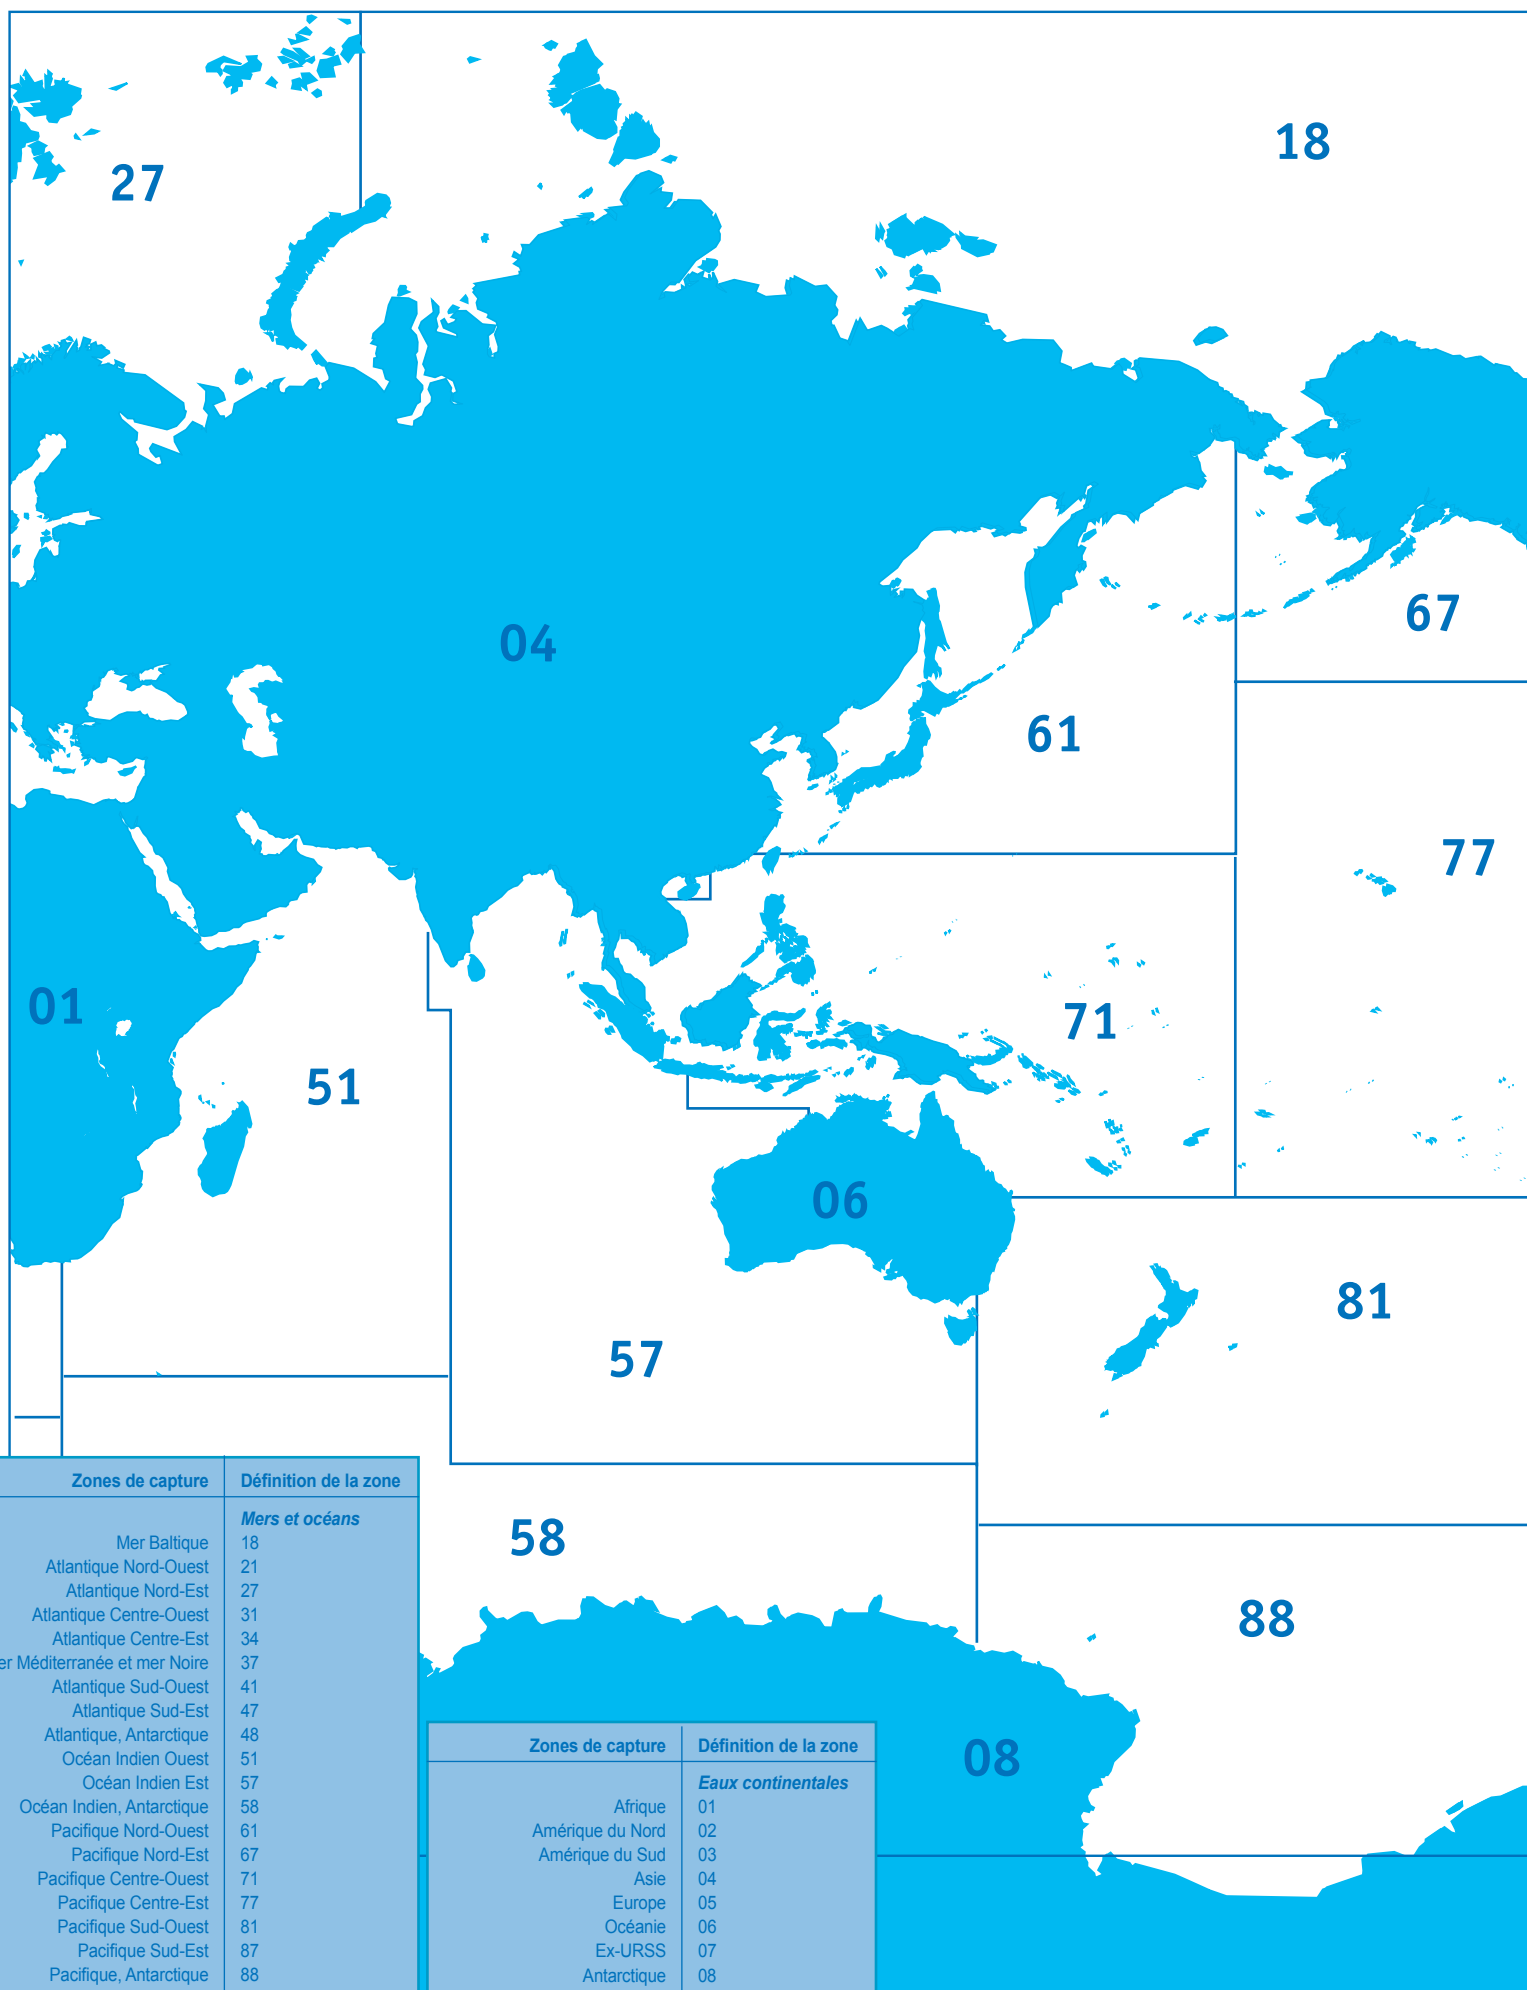 18
27
67
04
61
77
01
71
51
06
81
57
58
88
08
Zones de capture Définition de la zone
Mers et océans
Mer Baltique 18
Atlantique Nord-Ouest 21
Atlantique Nord-Est 27
Atlantique Centre-Ouest 31
Atlantique Centre-Est 34
er Méditerranée et mer Noire 37
Atlantique Sud-Ouest 41
Atlantique Sud-Est 47
Atlantique, Antarctique 48
Océan Indien Ouest 51
Océan Indien Est 57
Océan Indien, Antarctique 58
Pacifique Nord-Ouest 61
Pacifique Nord-Est 67
Pacifique Centre-Ouest 71
Pacifique Centre-Est 77
Pacifique Sud-Ouest 81
Pacifique Sud-Est 87
Pacifique, Antarctique 88
Zones de capture Définition de la zone
Eaux continentales
Afrique 01
Amérique du Nord 02
Amérique du Sud 03
Asie 04
Europe 05
Océanie 06
Ex-URSS 07
Antarctique 08